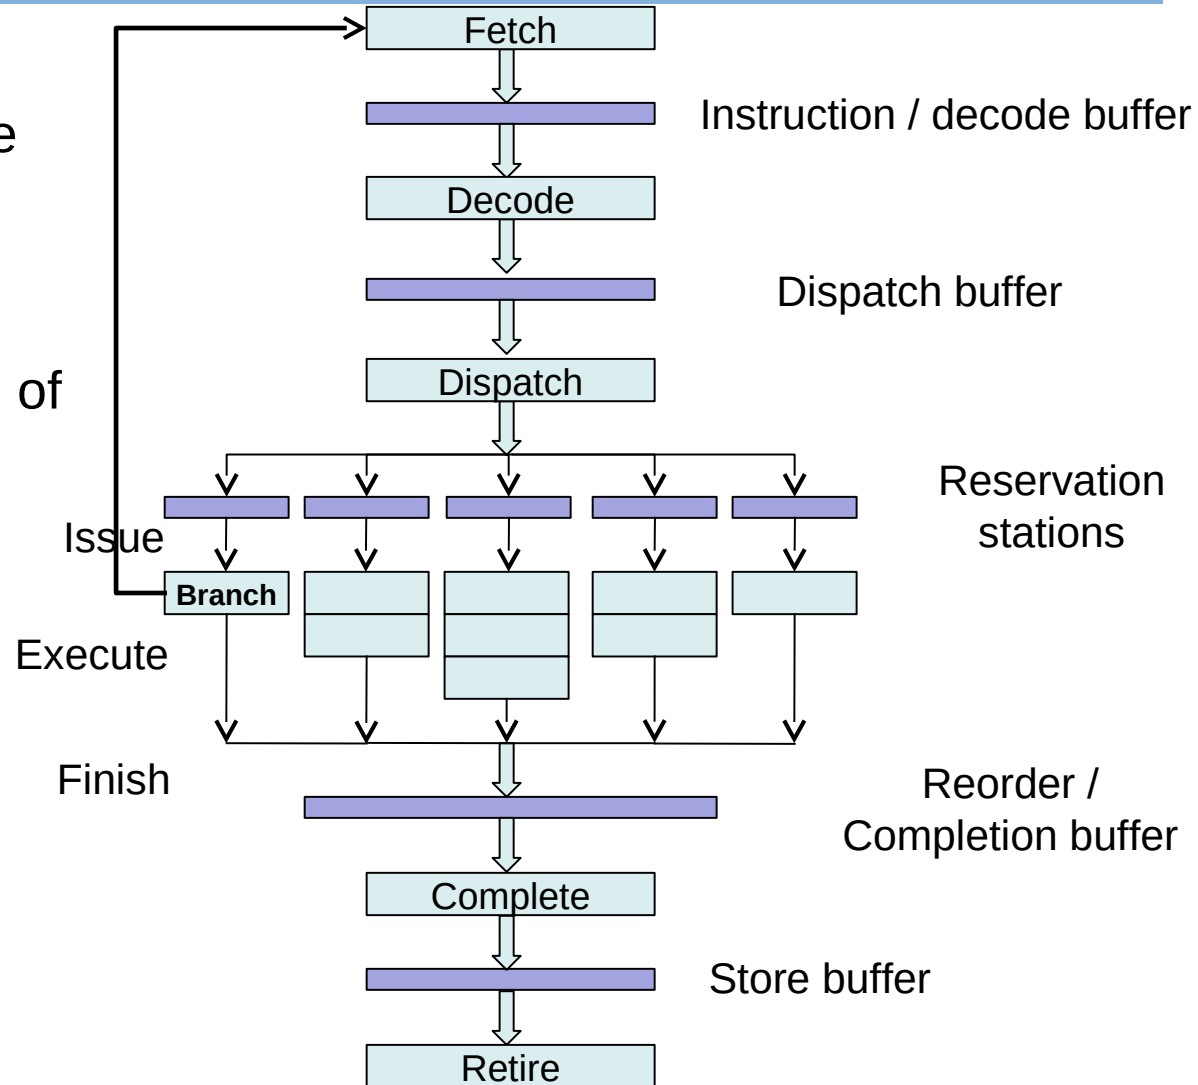 Fetch
Instruction / decode buffer
e
Decode
Dispatch buffer
Dispatch
of
Reservation
stations
Issue
Branch
Execute
Finish
Reorder /
Completion buffer
Complete
Store buffer
Retire